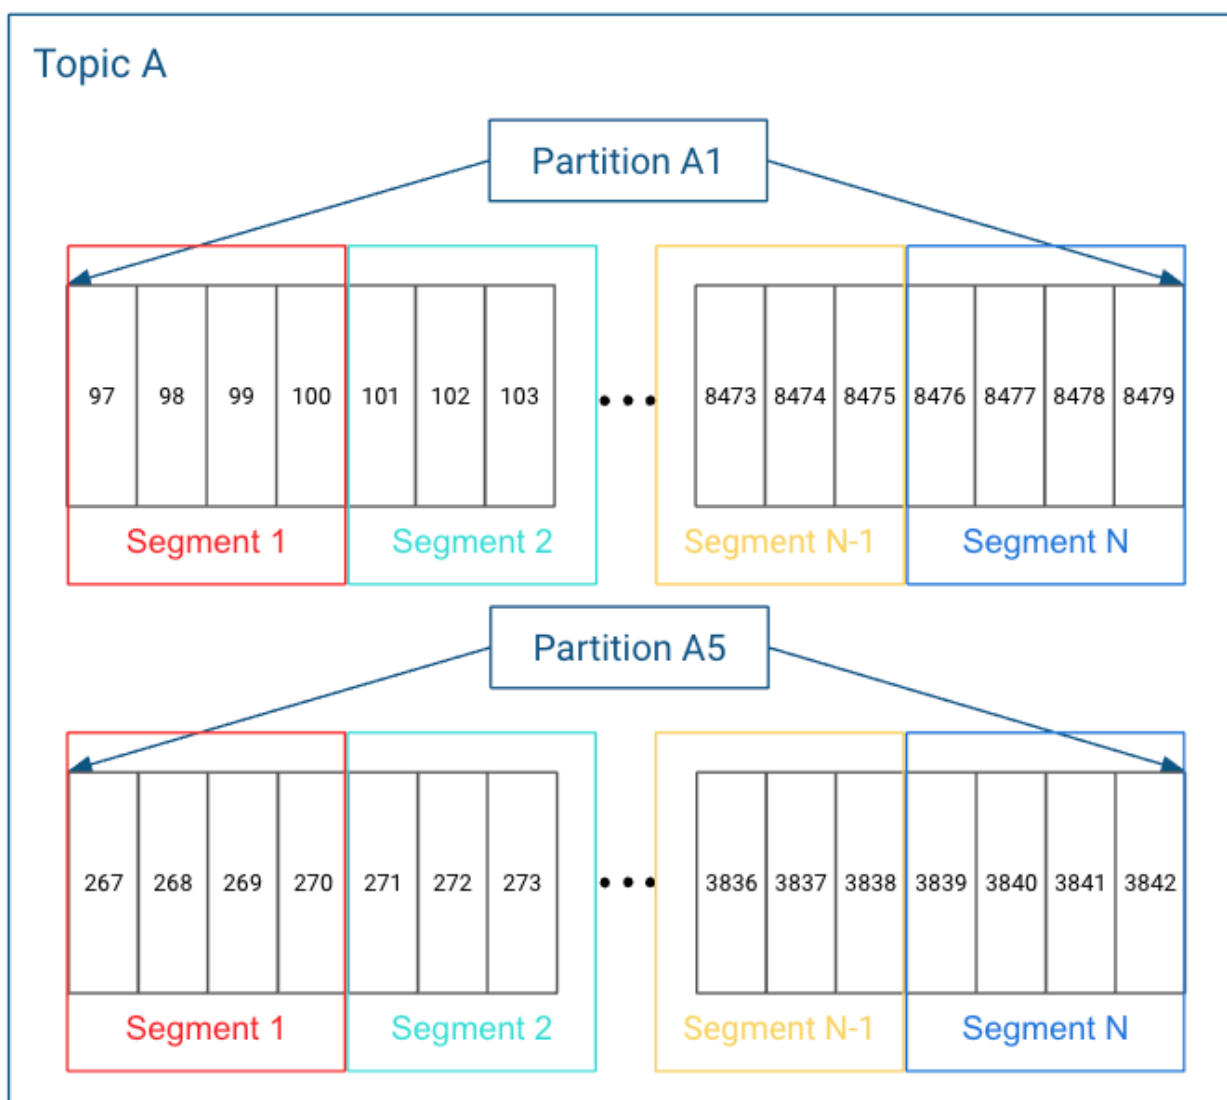 Topic A
Partition A1
97 98 99 100 101 102 103 ••• 8473 8474 8475 8476 8477 8478 8479
Segment 1 Segment 2 Segment N-1 Segment N
Partition A5
267 268 269 270 271 272 273 ••• 3836 3837 3838 3839 3840 3841 3842
Segment 1 Segment 2 Segment N-1 Segment N